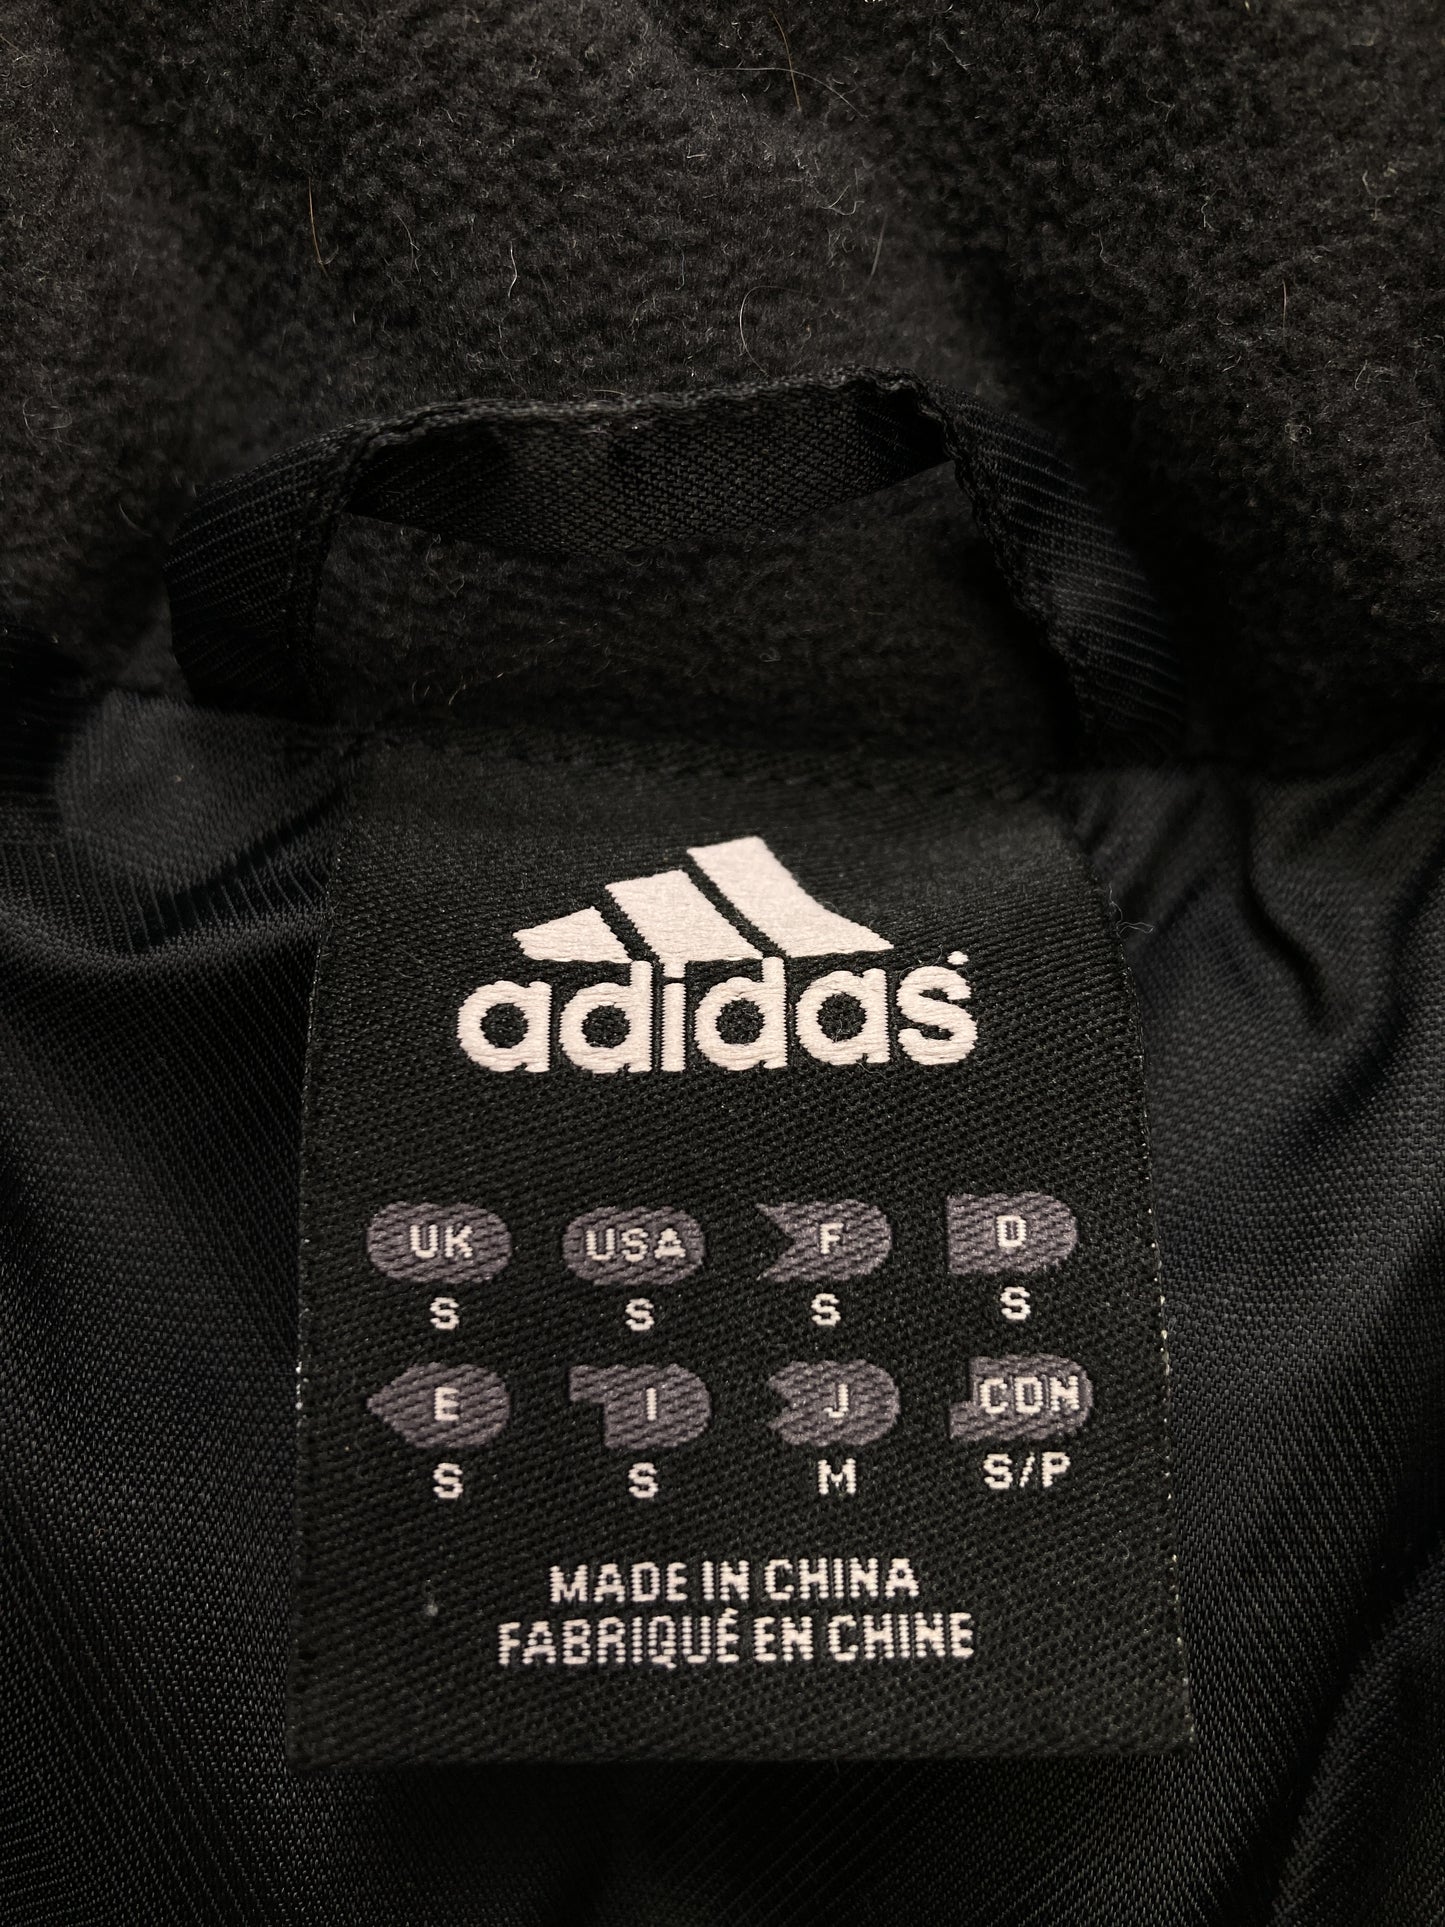 adidas
UK USA F D
S S S S
E I J CDN
S S M S/P
MADE IN CHINA
FABRIQUÉ EN CHINE